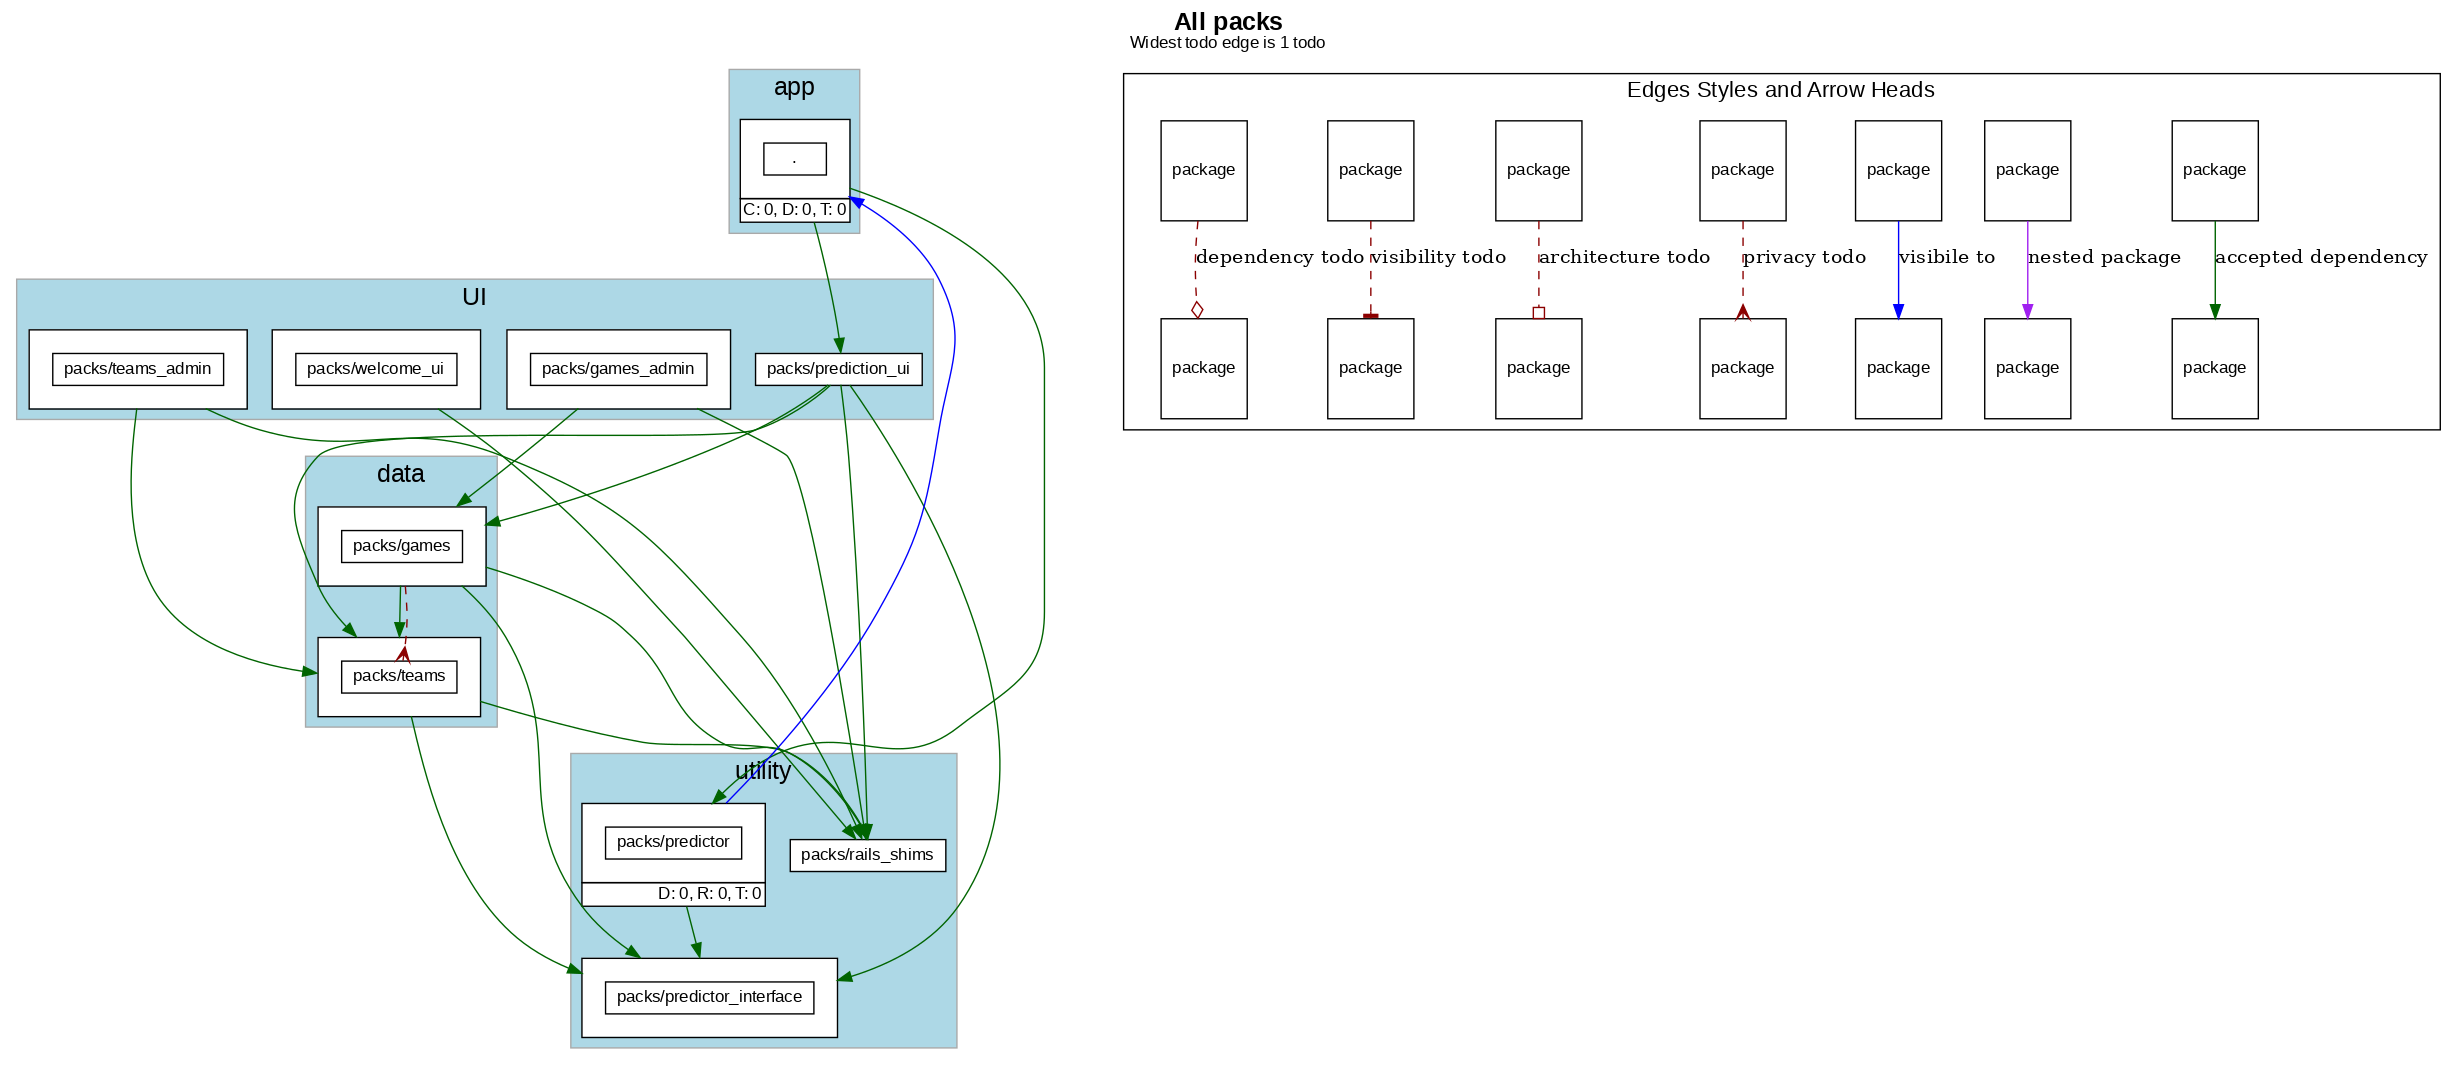 All packs
Widest todo edge is 1 todo
app
.
C: 0, D: 0, T: 0
UI
packs/teams_admin
packs/welcome_ui
packs/games_admin
packs/prediction_ui
data
packs/games
packs/teams
utility
packs/predictor
D: 0, R: 0, T: 0
packs/rails_shims
packs/predictor_interface
Edges Styles and Arrow Heads
package
package
package
package
package
package
package
dependency todo
visibility todo
architecture todo
privacy todo
visibile to
nested package
accepted dependency
package
package
package
package
package
package
package